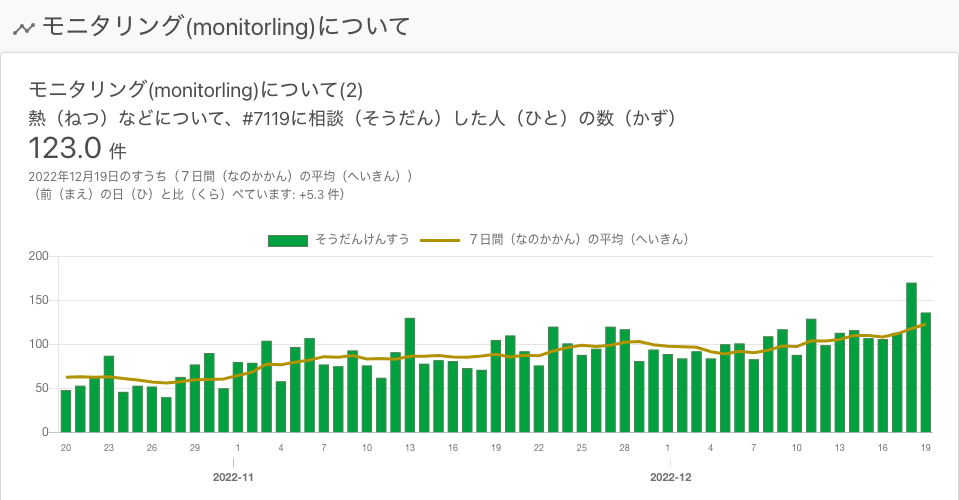 モニタリング(monitorling)について
モニタリング(monitorling)について(2)
熱（ねつ）などについて、#7119に相談（そうだん）した人（ひと）の数（かず）
123.0 件
2022年12月19日のすうち（７日間（なのかかん）の平均（へいきん））
（前（まえ）の日（ひ）と比（くら）べています: +5.3 件）
そうだんけんすう ７日間（なのかかん）の平均（へいきん）
200
150
100
50
0
20 23 26 29 1 4 7 10 13 16 19 22 25 28 1 4 7 10 13 16 19
2022-11 2022-12